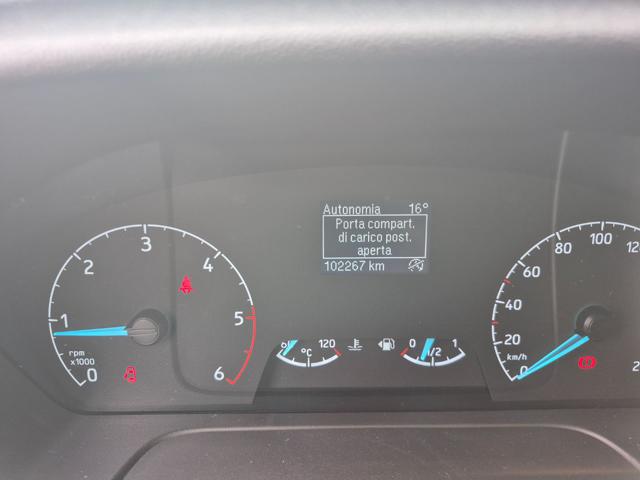 Autonomia 16°
Porta compart.
di carico post.
aperta
102267 km
0
1
2
3
4
5
6
rpm
x1000
120
°C
0
1/2
1
0
20
40
60
80
100
km/h